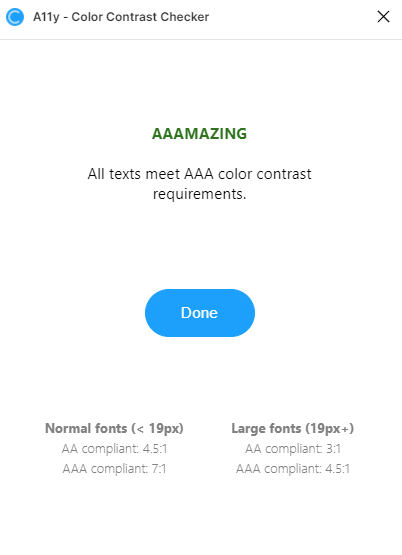 A11y - Color Contrast Checker
AAAMAZING
All texts meet AAA color contrast
requirements.
Done
Normal fonts (< 19px)
AA compliant: 4.5:1
AAA compliant: 7:1
Large fonts (19px+)
AA compliant: 3:1
AAA compliant: 4.5:1